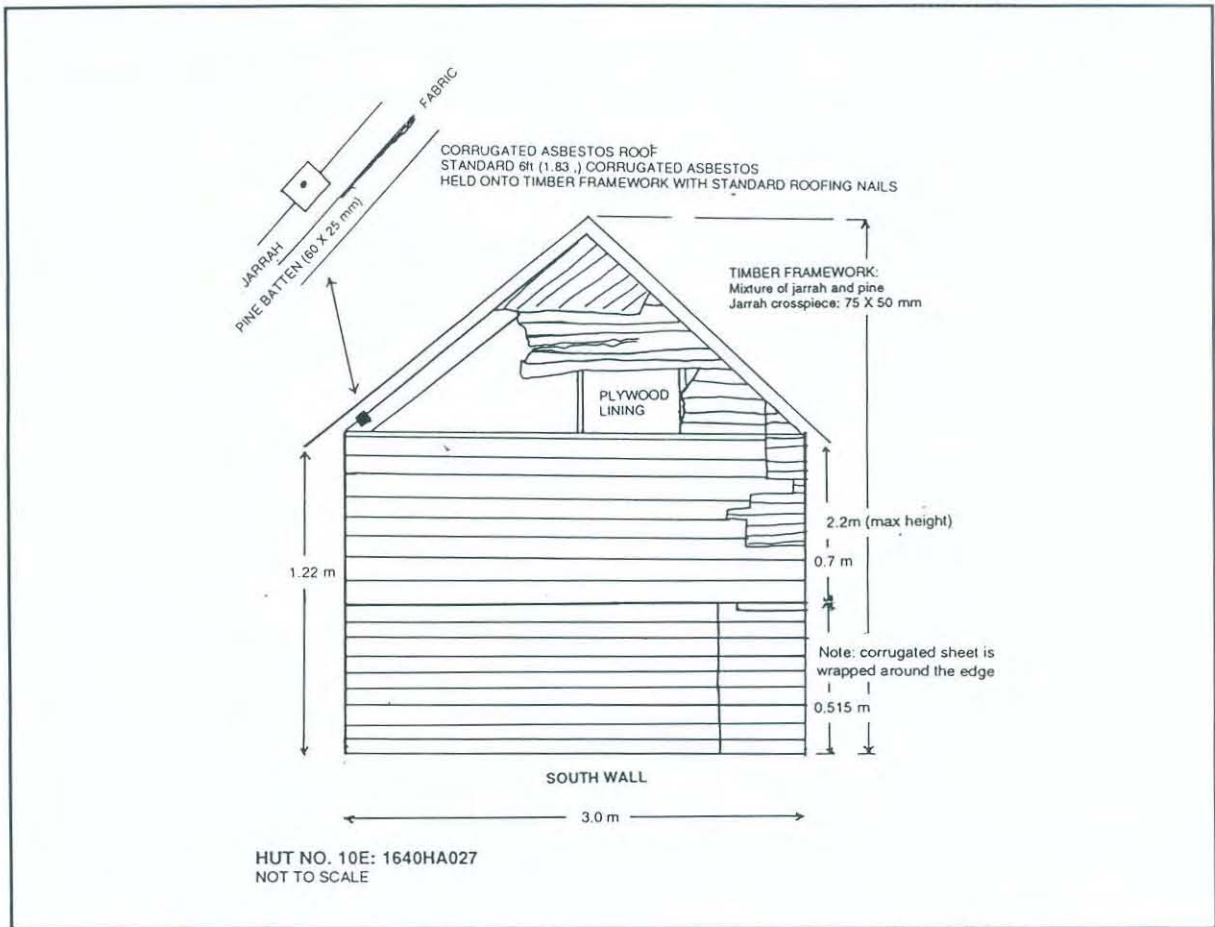 FABRIC
JARRAH
PINE BATTEN (60 X 25 mm)
CORRUGATED ASBESTOS ROOF
STANDARD 6ft (1.83 ,) CORRUGATED ASBESTOS
HELD ONTO TIMBER FRAMEWORK WITH STANDARD ROOFING NAILS
TIMBER FRAMEWORK:
Mixture of jarrah and pine
Jarrah crosspiece: 75 X 50 mm
PLYWOOD
LINING
2.2m (max height)
0.7 m
1.22 m
Note: corrugated sheet is
wrapped around the edge
0.515 m
SOUTH WALL
3.0 m
HUT NO. 10E: 1640HA027
NOT TO SCALE